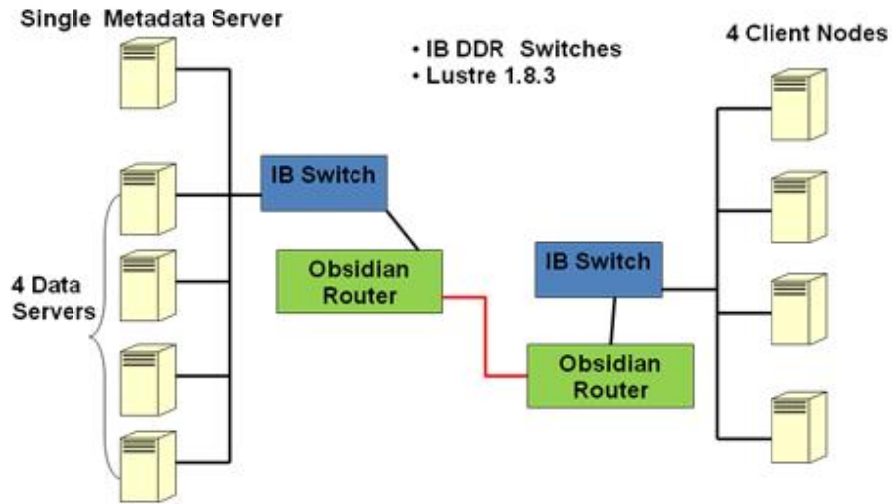 Single Metadata Server
• IB DDR Switches
• Lustre 1.8.3
4 Client Nodes
IB Switch
Obsidian
Router
IB Switch
4 Data
Servers
Obsidian
Router